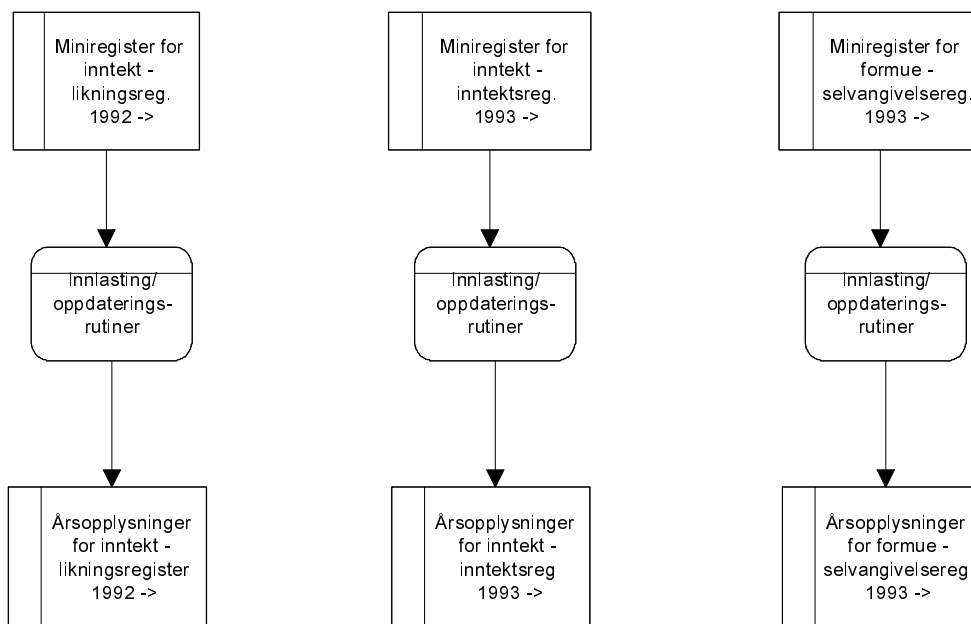 Miniregister for
inntekt -
likningsreg.
1992 ->
Miniregister for
inntekt -
inntektsreg.
1993 ->
Miniregister for
formue -
selvangivelsereg.
1993 ->
Innlasting/
oppdaterings-
rutiner
Innlasting/
oppdaterings-
rutiner
Innlasting/
oppdaterings-
rutiner
Årsopplysninger
for inntekt -
likningsregister
1992 ->
Årsopplysninger
for inntekt -
inntektsreg
1993 ->
Årsopplysninger
for formue -
selvangivelsereg
1993 ->